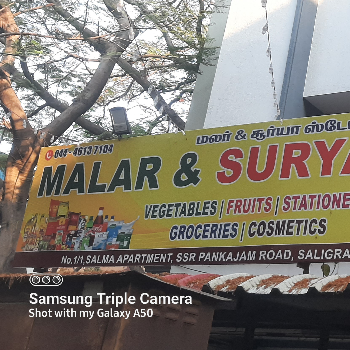 மலர் & சூர்யா ஸ்டோ
044 - 4613 7104
MALAR & SURYA
VEGETABLES | FRUITS | STATIONE
GROCERIES | COSMETICS
No.1/1, SALMA APARTMENT, SSR PANKAJAM ROAD, SALIGRA
Samsung Triple Camera
Shot with my Galaxy A50